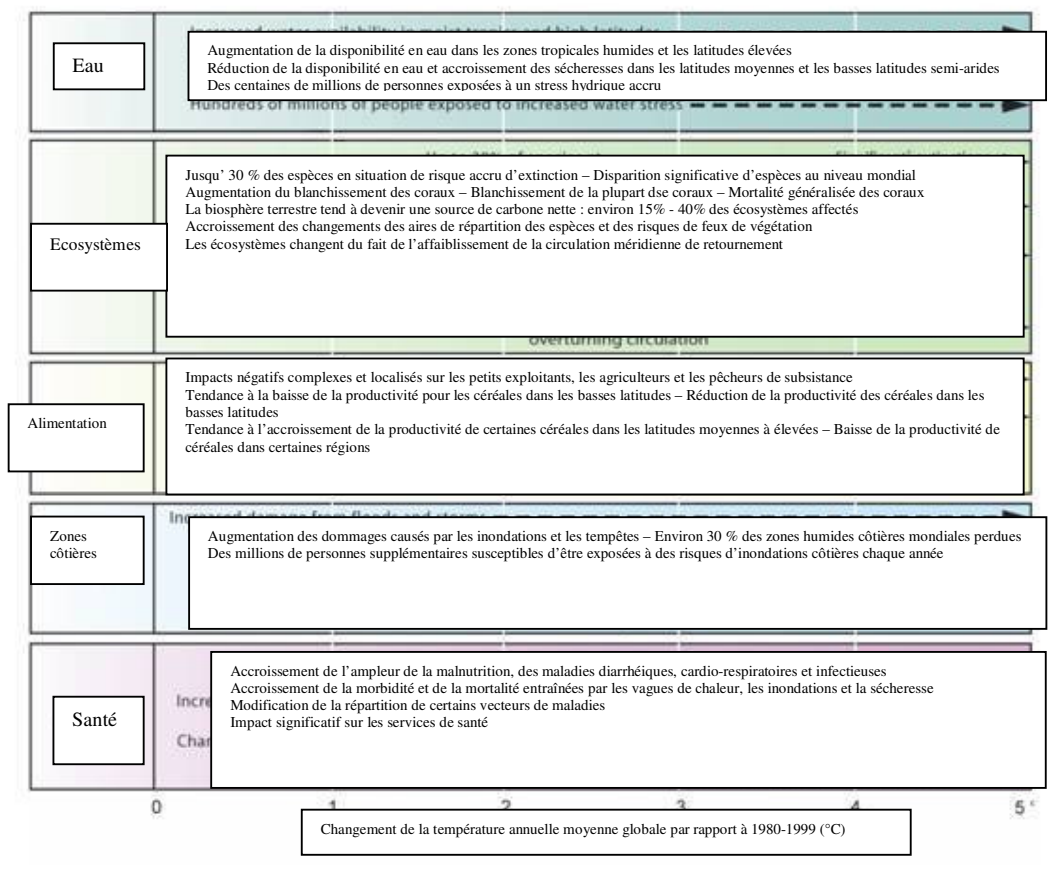 Eau
Augmentation de la disponibilité en eau dans les zones tropicales humides et les latitudes élevées
Réduction de la disponibilité en eau et accroissement des sécheresses dans les latitudes moyennes et les basses latitudes semi-arides
Des centaines de millions de personnes exposées à un stress hydrique accru
Hundreds of millions of people exposed to increased water stress
Ecosystèmes
Jusqu’ 30 % des espèces en situation de risque accru d’extinction – Disparition significative d’espèces au niveau mondial
Augmentation du blanchissement des coraux – Blanchissement de la plupart dse coraux – Mortalité généralisée des coraux
La biosphère terrestre tend à devenir une source de carbone nette : environ 15% - 40% des écosystèmes affectés
Accroissement des changements des aires de répartition des espèces et des risques de feux de végétation
Les écosystèmes changent du fait de l’affaiblissement de la circulation méridienne de retournement
overturning circulation
Alimentation
Impacts négatifs complexes et localisés sur les petits exploitants, les agriculteurs et les pêcheurs de subsistance
Tendance à la baisse de la productivité pour les céréales dans les basses latitudes – Réduction de la productivité des céréales dans les
basses latitudes
Tendance à l’accroissement de la productivité de certaines céréales dans les latitudes moyennes à élevées – Baisse de la productivité de
céréales dans certaines régions
Zones
côtières
Increased damage from floods and storms
Augmentation des dommages causés par les inondations et les tempêtes – Environ 30 % des zones humides côtières mondiales perdues
Des millions de personnes supplémentaires susceptibles d’être exposées à des risques d’inondations côtières chaque année
Santé
Accroissement de l’ampleur de la malnutrition, des maladies diarrhéiques, cardio-respiratoires et infectieuses
Accroissement de la morbidité et de la mortalité entraînées par les vagues de chaleur, les inondations et la sécheresse
Modification de la répartition de certains vecteurs de maladies
Impact significatif sur les services de santé
Incre
Char
0 1 2 3 4 5 °
Changement de la température annuelle moyenne globale par rapport à 1980-1999 (°C)